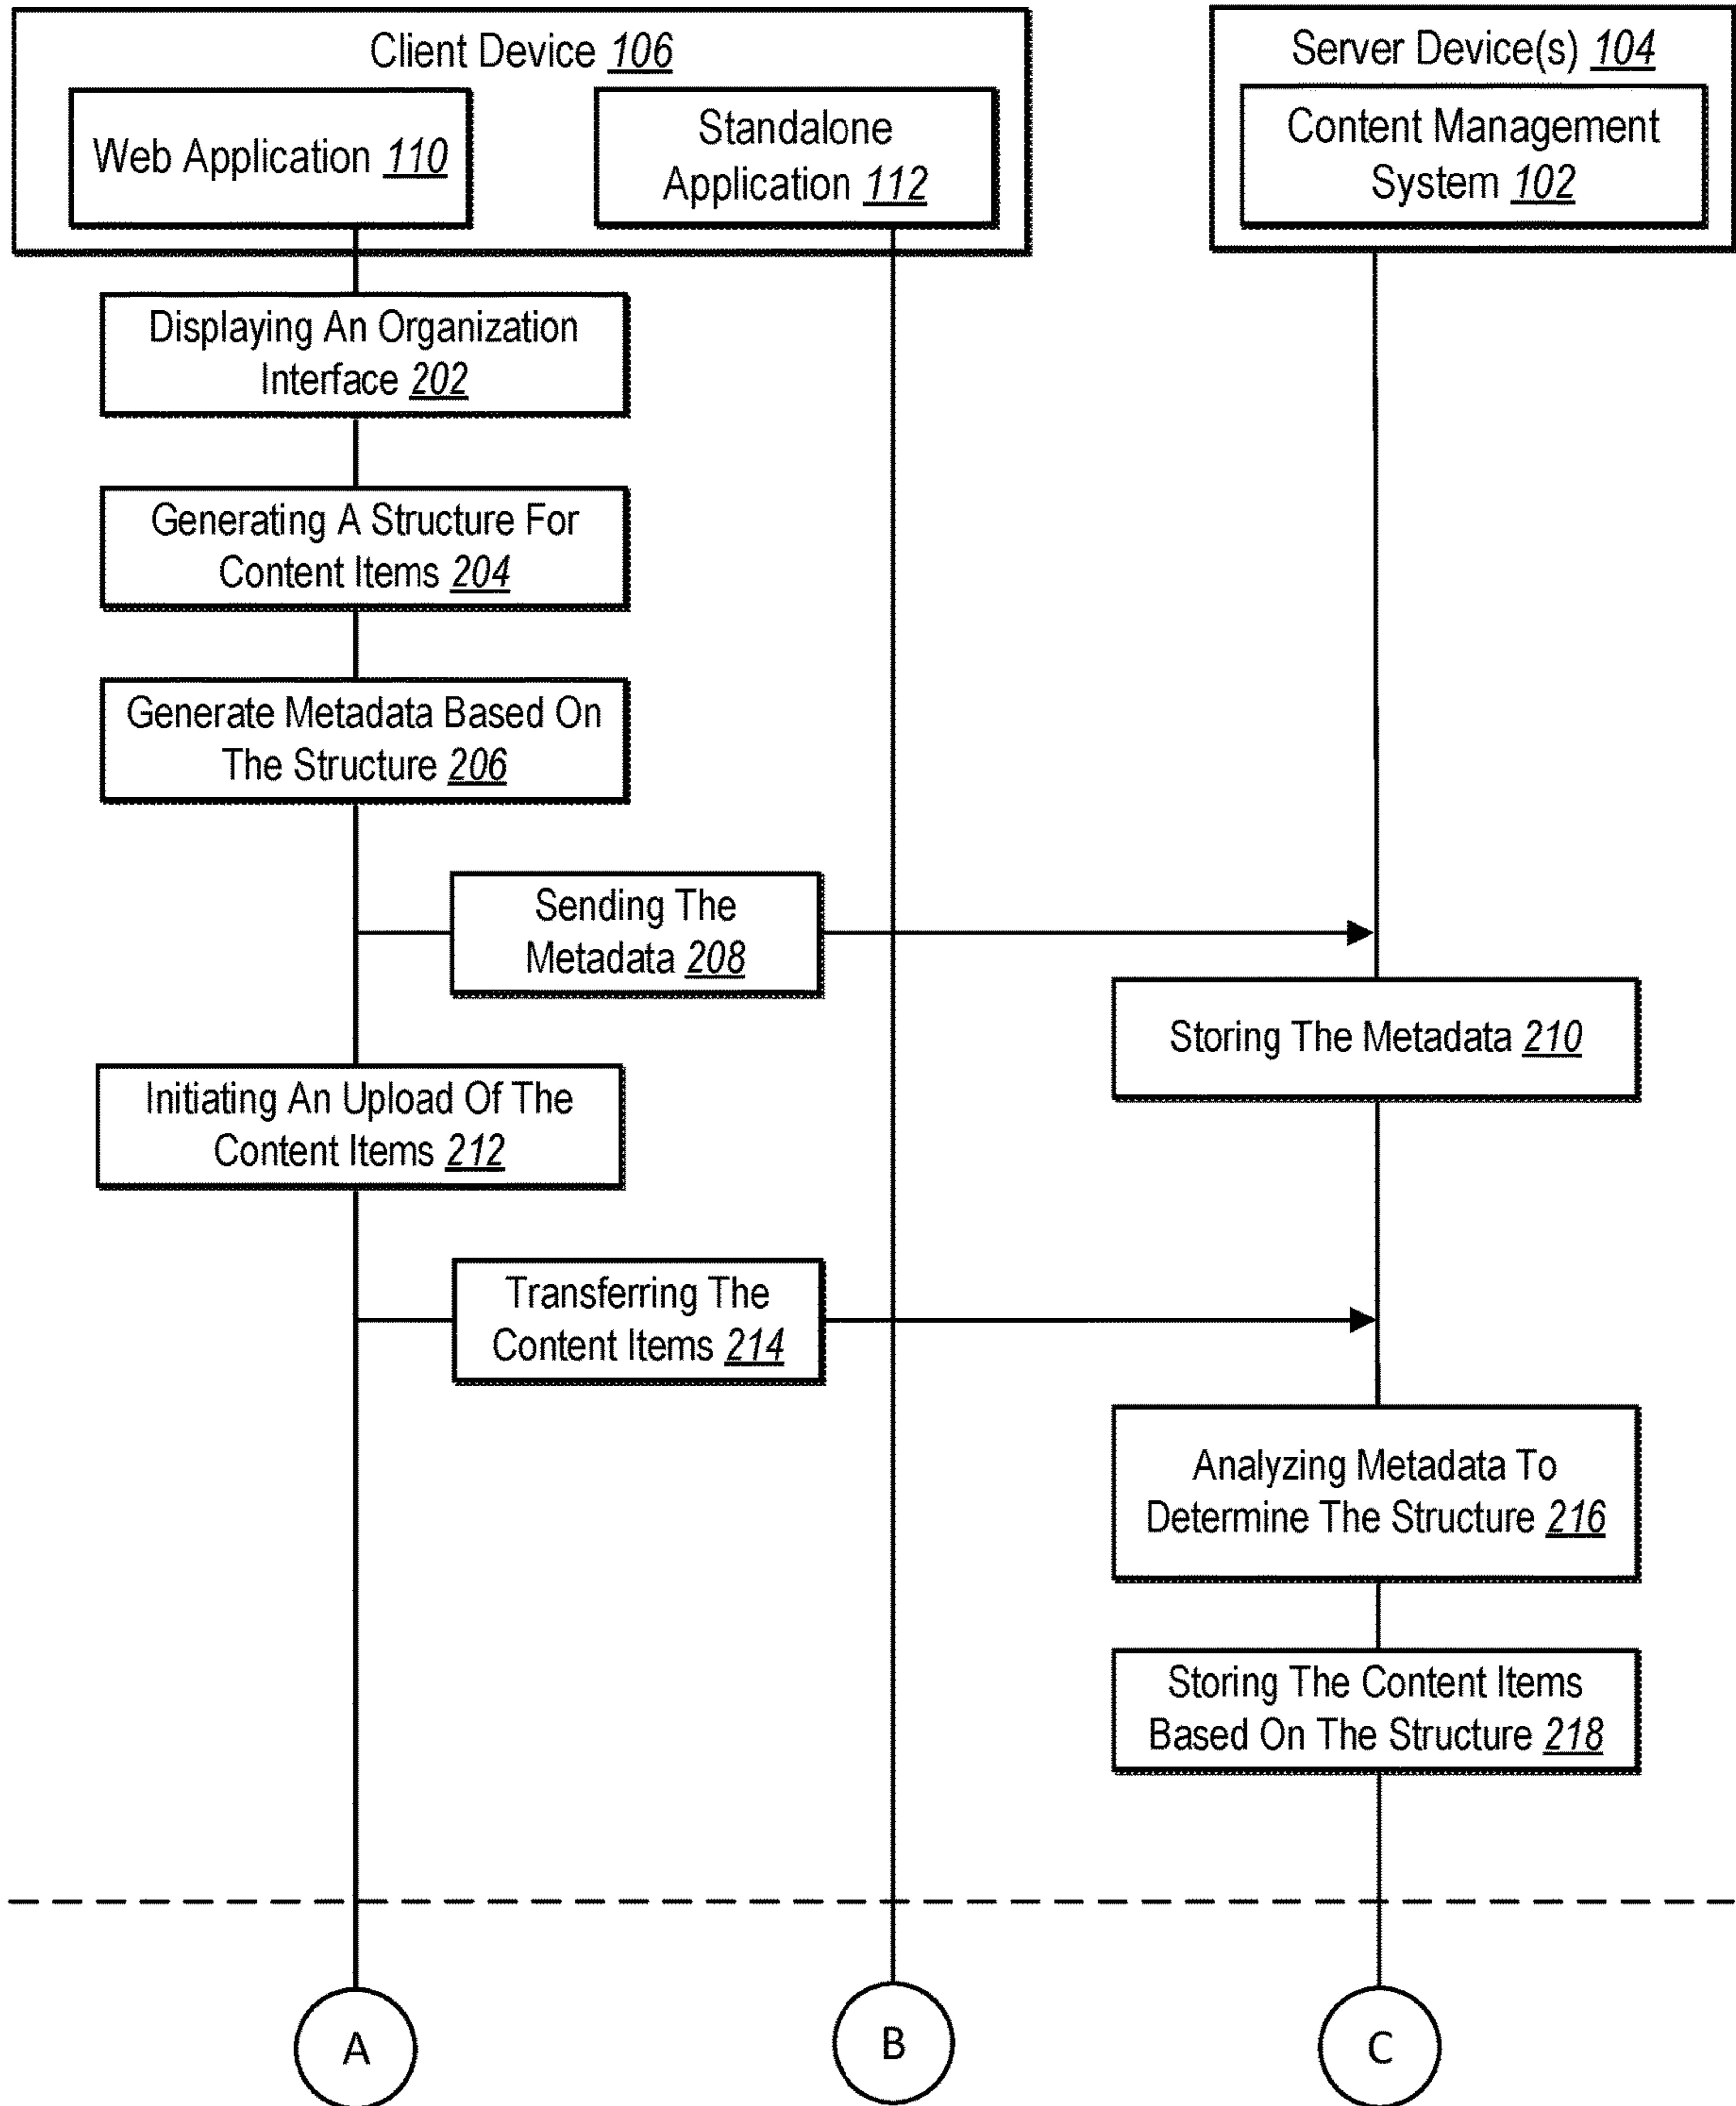 Client Device 106
Web Application 110
Standalone
Application 112
Server Device(s) 104
Content Management
System 102
Displaying An Organization
Interface 202
Generating A Structure For
Content Items 204
Generate Metadata Based On
The Structure 206
Sending The
Metadata 208
Storing The Metadata 210
Initiating An Upload Of The
Content Items 212
Transferring The
Content Items 214
Analyzing Metadata To
Determine The Structure 216
Storing The Content Items
Based On The Structure 218
A
B
C